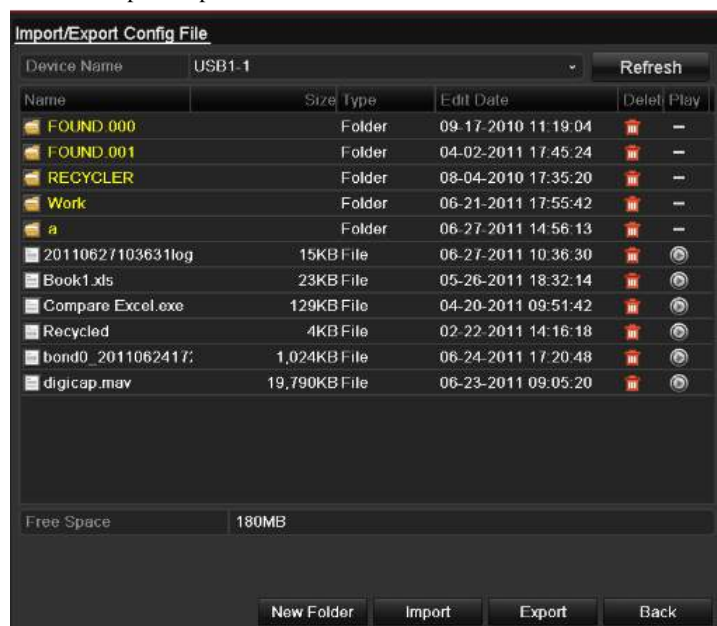 Import/Export Config File
Device Name USB1-1 Refresh
Name Size Type Edit Date Delet Play
FOUND.000 Folder 09-17-2010 11:19:04 –
FOUND.001 Folder 04-02-2011 17:45:24 –
RECYCLER Folder 08-04-2010 17:35:20 –
Work Folder 06-21-2011 17:55:42 –
a Folder 06-27-2011 14:56:13 –
20110627103631log 15KB File 06-27-2011 10:36:30
Book1.xls 23KB File 05-26-2011 18:32:14
Compare Excel.exe 129KB File 04-20-2011 09:51:42
Recycled 4KB File 02-22-2011 14:16:18
bond0_2011062417: 1,024KB File 06-24-2011 17:20:48
digicap.mav 19,790KB File 06-23-2011 09:05:20
Free Space 180MB
New Folder Import Export Back